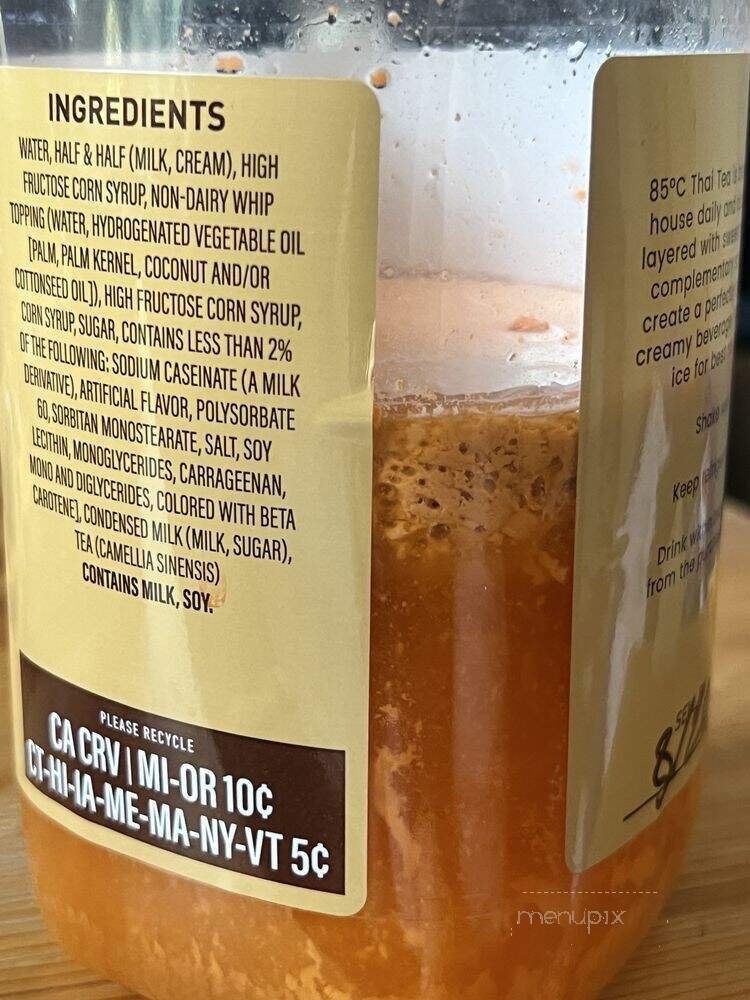 INGREDIENTS
WATER, HALF & HALF (MILK, CREAM), HIGH
FRUCTOSE CORN SYRUP, NON-DAIRY WHIP
TOPPING (WATER, HYDROGENATED VEGETABLE OIL
[PALM, PALM KERNEL, COCONUT AND/OR
COTTONSEED OIL]), HIGH FRUCTOSE CORN SYRUP,
CORN SYRUP, SUGAR, CONTAINS LESS THAN 2%
OF THE FOLLOWING: SODIUM CASEINATE (A MILK
DERIVATIVE), ARTIFICIAL FLAVOR, POLYSORBATE
60, SORBITAN MONOSTEARATE, SALT, SOY
LECITHIN, MONOGLYCERIDES, CARRAGEENAN,
MONO AND DIGLYCERIDES, COLORED WITH BETA
CAROTENE], CONDENSED MILK (MILK, SUGAR),
TEA (CAMELLIA SINENSIS)
CONTAINS MILK, SOY.
PLEASE RECYCLE
CA CRV | MI-OR 10¢
CT-HI-IA-ME-MA-NY-VT 5¢
85°C Thai Tea is
house daily and
layered with
complementary
create a
creamy beverage
ice for best
Shake
Keep
Drink
from the
menupix